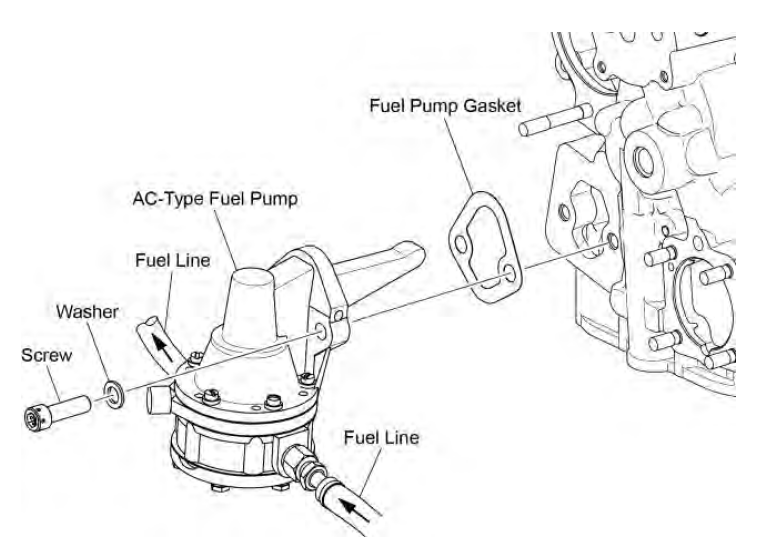 Fuel Pump Gasket
AC-Type Fuel Pump
Fuel Line
Washer
Screw
Fuel Line